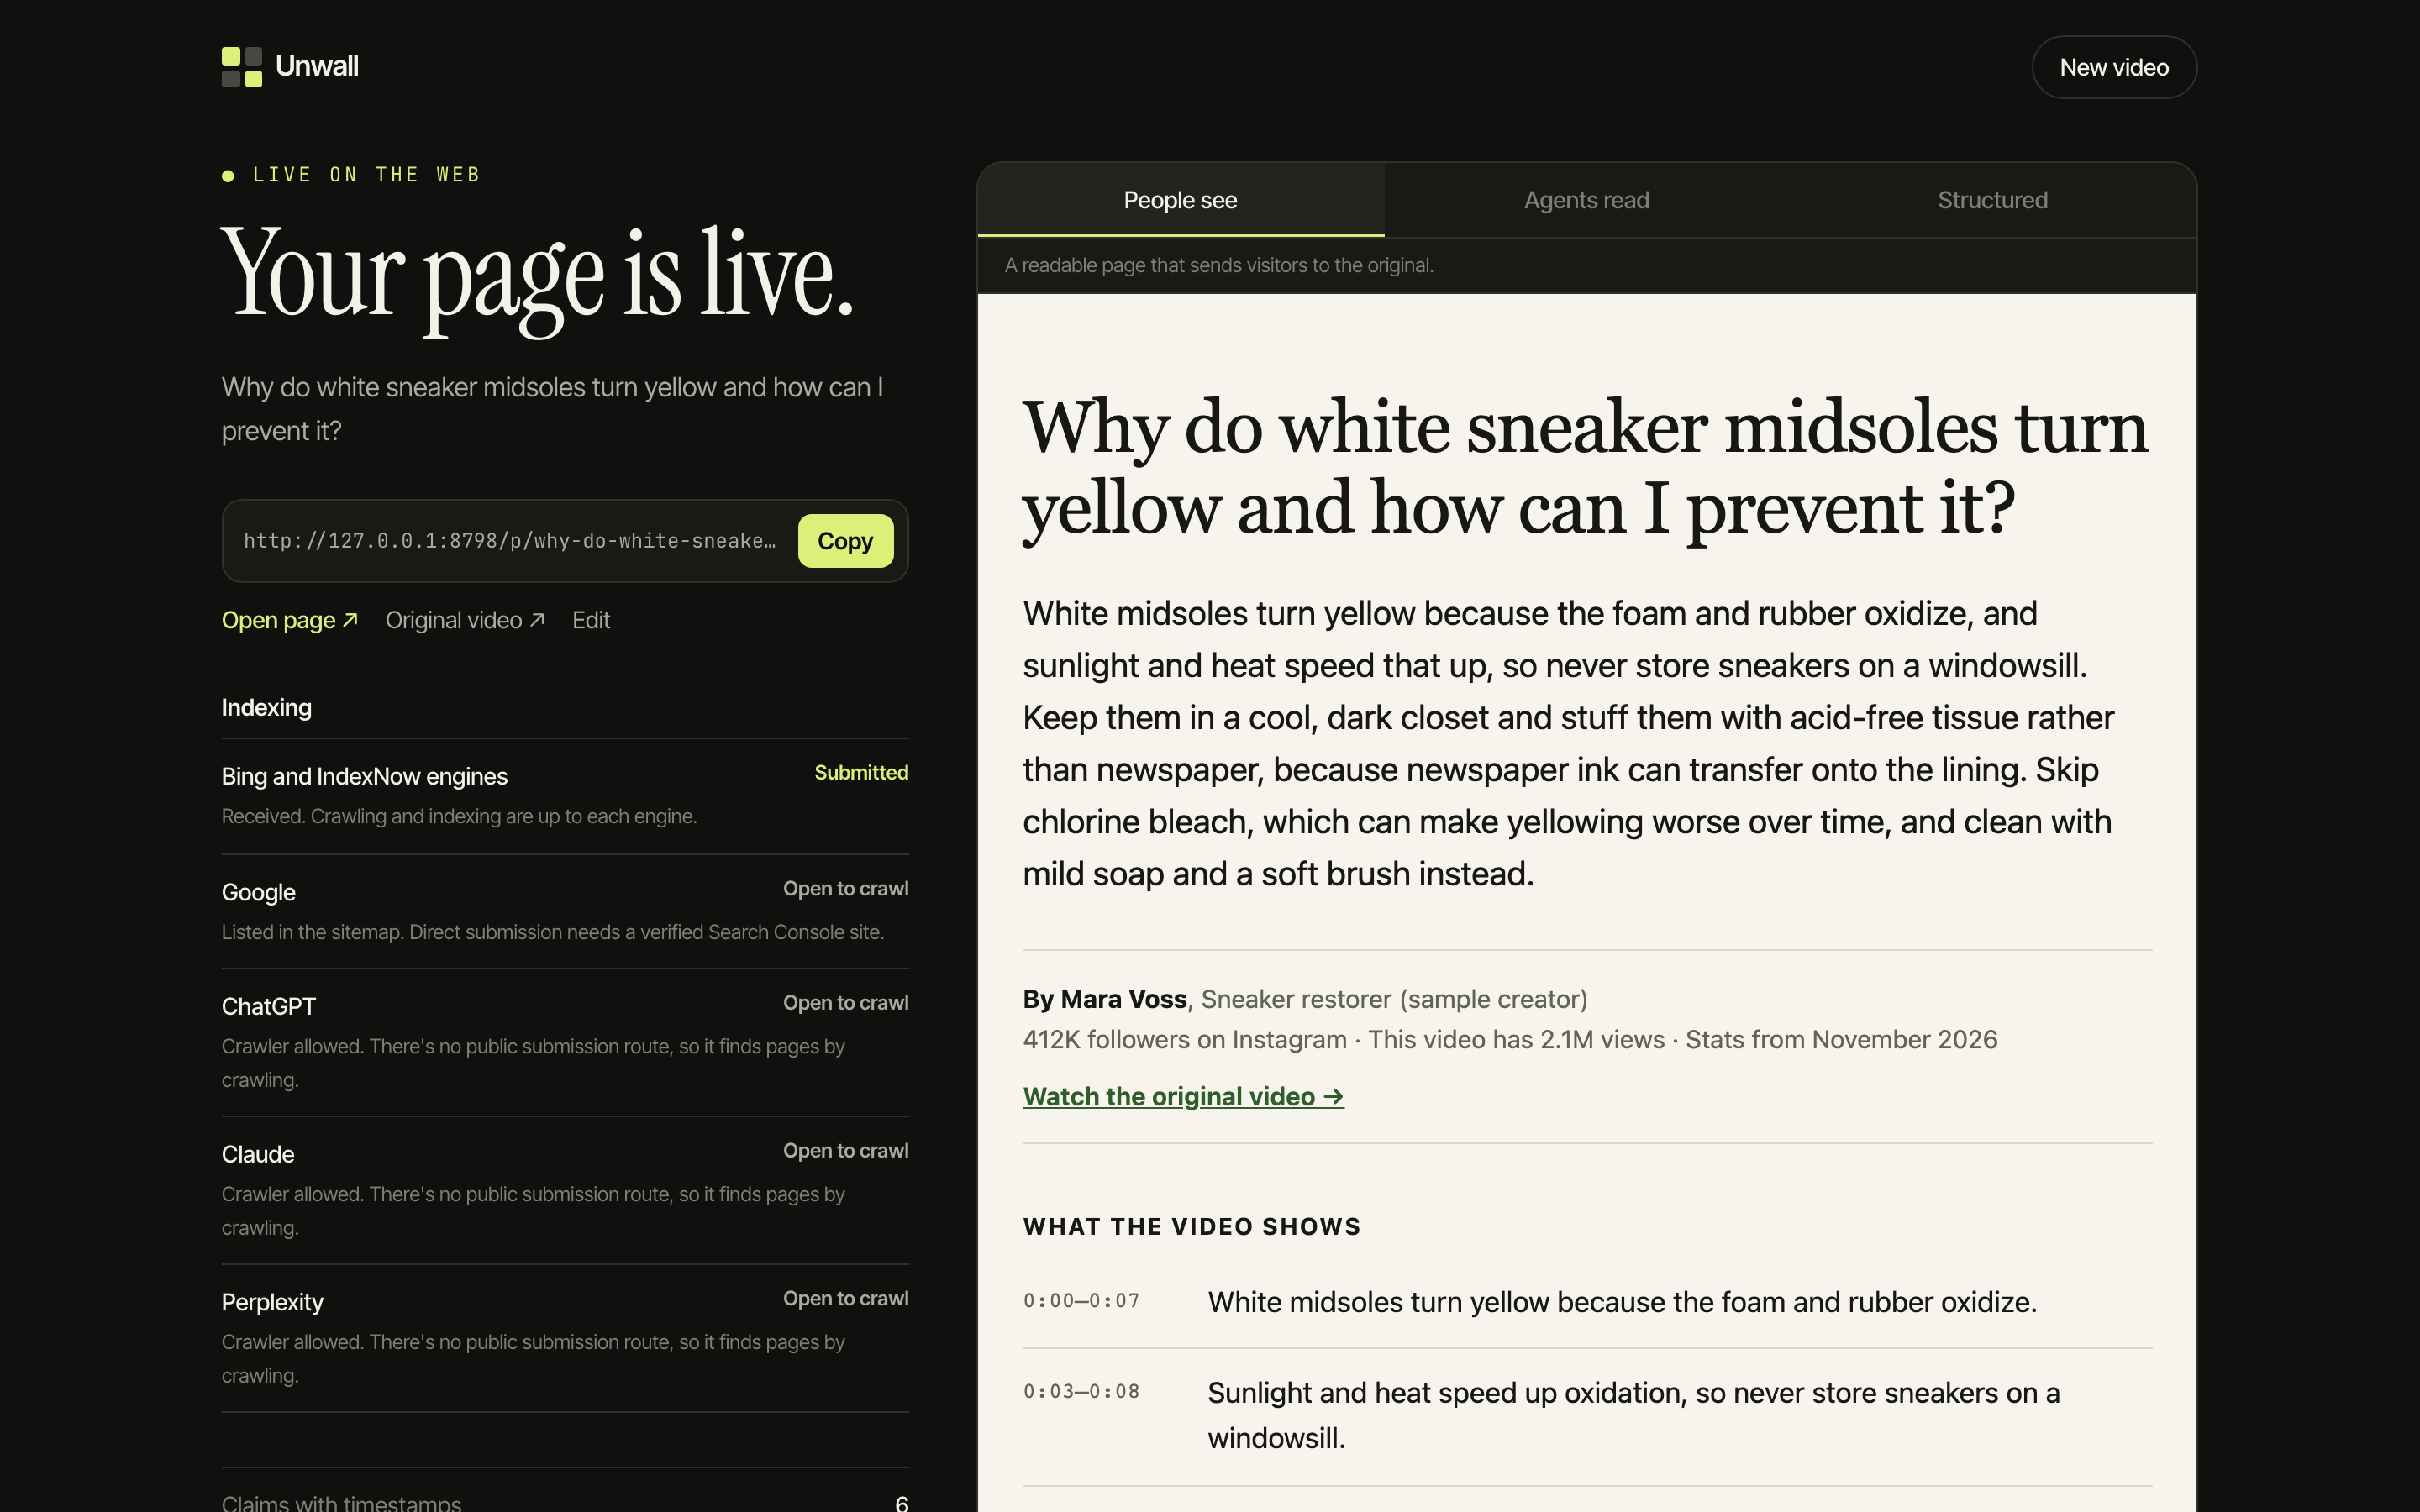 Unwall
New video
● LIVE ON THE WEB
Your page is live.
Why do white sneaker midsoles turn yellow and how can I
prevent it?
http://127.0.0.1:8798/p/why-do-white-sneake…
Copy
Open page ↗
Original video ↗
Edit
Indexing
Bing and IndexNow engines
Submitted
Received. Crawling and indexing are up to each engine.
Google
Open to crawl
Listed in the sitemap. Direct submission needs a verified Search Console site.
ChatGPT
Open to crawl
Crawler allowed. There's no public submission route, so it finds pages by
crawling.
Claude
Open to crawl
Crawler allowed. There's no public submission route, so it finds pages by
crawling.
Perplexity
Open to crawl
Crawler allowed. There's no public submission route, so it finds pages by
crawling.
Claims with timestamps
6
People see
Agents read
Structured
A readable page that sends visitors to the original.
Why do white sneaker midsoles turn
yellow and how can I prevent it?
White midsoles turn yellow because the foam and rubber oxidize, and
sunlight and heat speed that up, so never store sneakers on a windowsill.
Keep them in a cool, dark closet and stuff them with acid-free tissue rather
than newspaper, because newspaper ink can transfer onto the lining. Skip
chlorine bleach, which can make yellowing worse over time, and clean with
mild soap and a soft brush instead.
By Mara Voss, Sneaker restorer (sample creator)
412K followers on Instagram · This video has 2.1M views · Stats from November 2026
Watch the original video →
WHAT THE VIDEO SHOWS
0:00–0:07
White midsoles turn yellow because the foam and rubber oxidize.
0:03–0:08
Sunlight and heat speed up oxidation, so never store sneakers on a
windowsill.